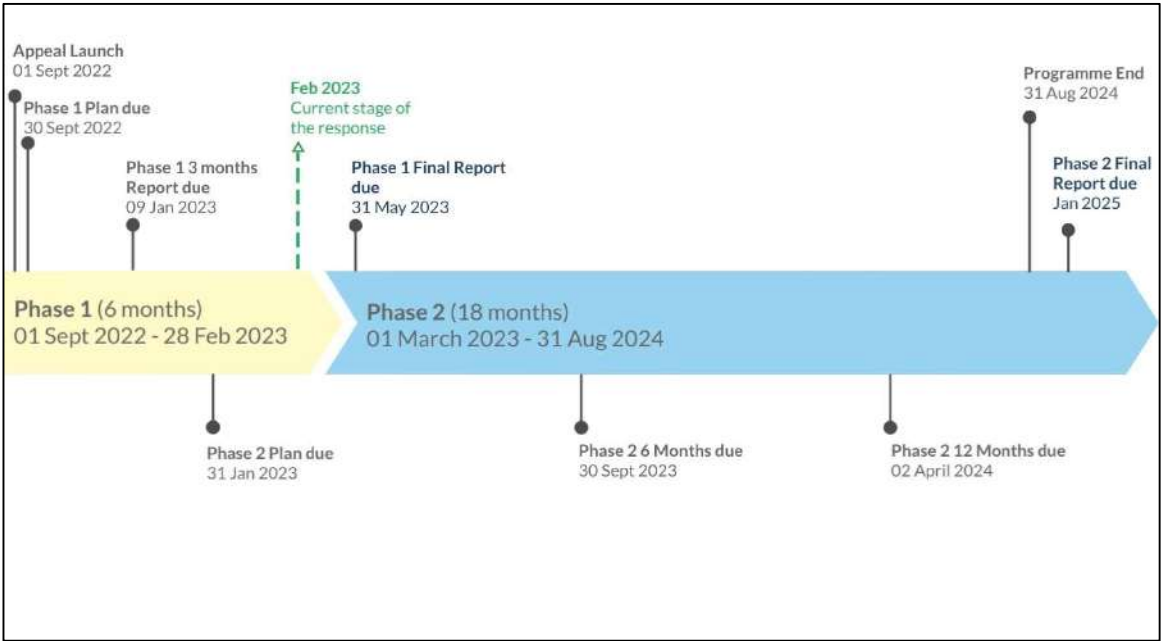 Appeal Launch
01 Sept 2022
Phase 1 Plan due
30 Sept 2022
Phase 1 3 months
Report due
09 Jan 2023
Feb 2023
Current stage of
the response
Phase 1 Final Report
due
31 May 2023
Programme End
31 Aug 2024
Phase 2 Final
Report due
Jan 2025
Phase 1 (6 months)
01 Sept 2022 - 28 Feb 2023
Phase 2 (18 months)
01 March 2023 - 31 Aug 2024
Phase 2 Plan due
31 Jan 2023
Phase 2 6 Months due
30 Sept 2023
Phase 2 12 Months due
02 April 2024